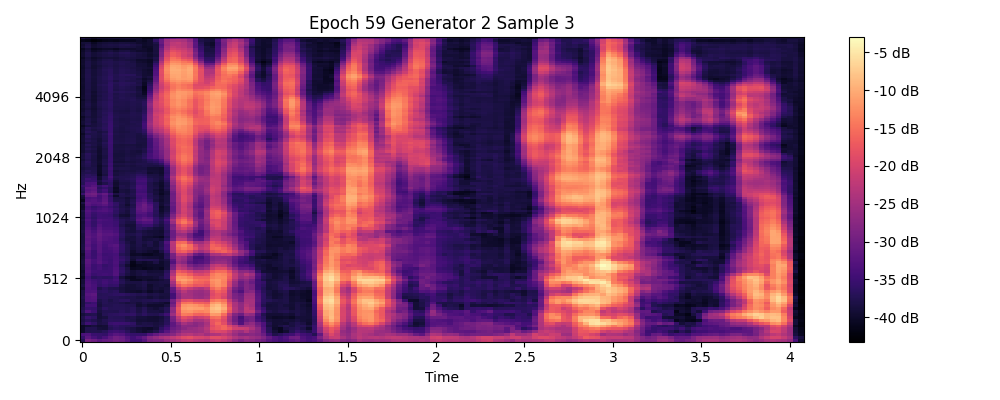 Epoch 59 Generator 2 Sample 3
Hz
4096
2048
1024
512
0
0 0.5 1 1.5 2 2.5 3 3.5 4
Time
-5 dB
-10 dB
-15 dB
-20 dB
-25 dB
-30 dB
-35 dB
-40 dB